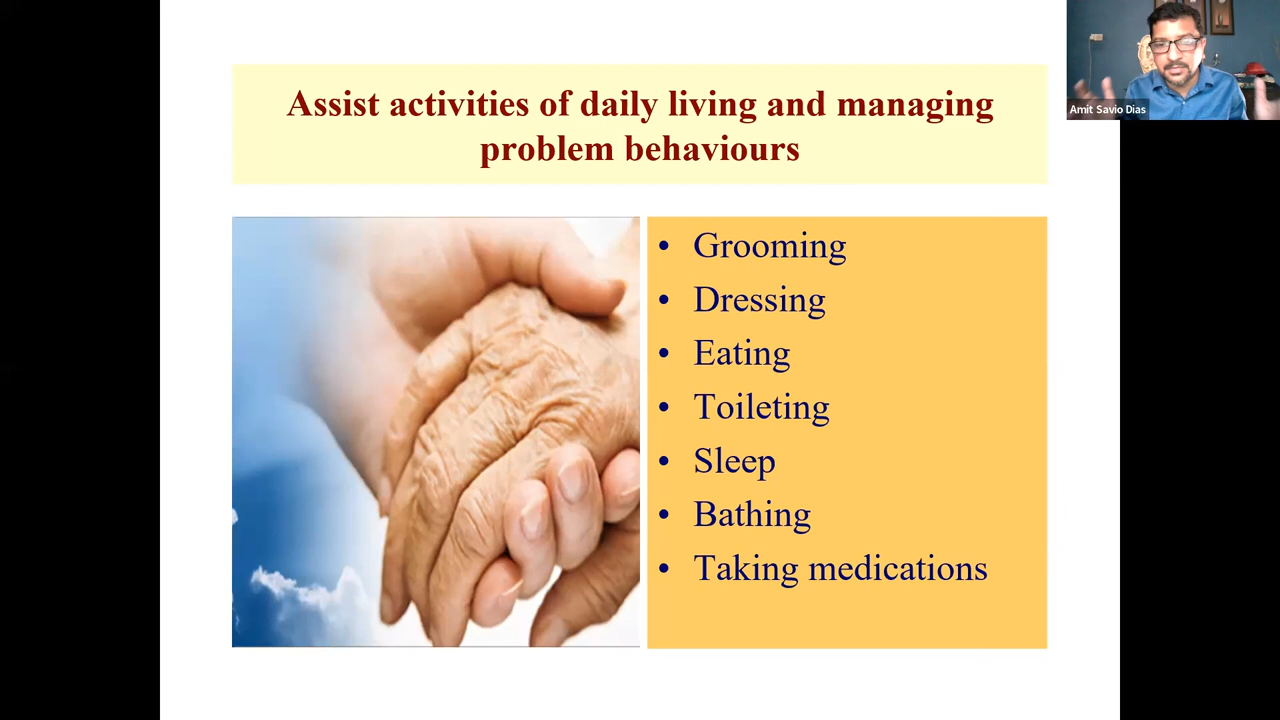 Assist activities of daily living and managing
problem behaviours
• Grooming
• Dressing
• Eating
• Toileting
• Sleep
• Bathing
• Taking medications
Amit Savio Dias